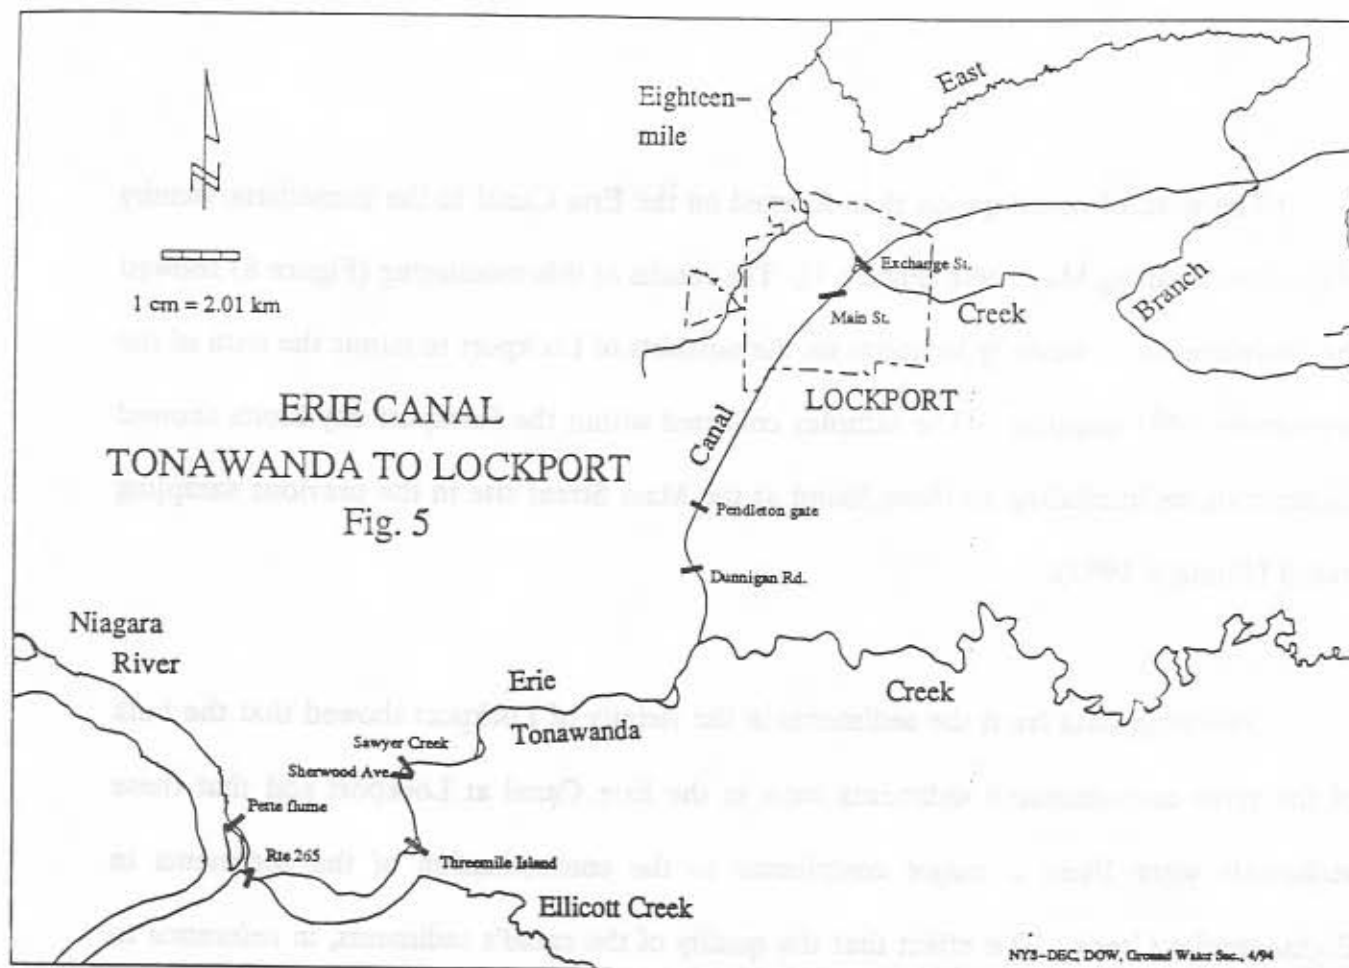 East
Eighteen-
mile
N
Exchange St.
Main St.
Creek
Branch
1 cm = 2.01 km
LOCKPORT
ERIE CANAL
TONAWANDA TO LOCKPORT
Fig. 5
Canal
Pendleton gate
Dunnigan Rd.
Niagara
River
Erie
Creek
Tonawanda
Sawyer Creek
Sherwood Ave.
Rte 265
Threemile Island
Ellicott Creek
NYS-DEC, DOW, Ground Water Sec., 4/94